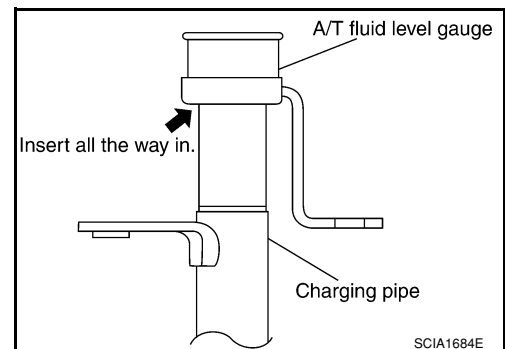 A/T fluid level gauge
Insert all the way in.
Charging pipe
SCIA1684E